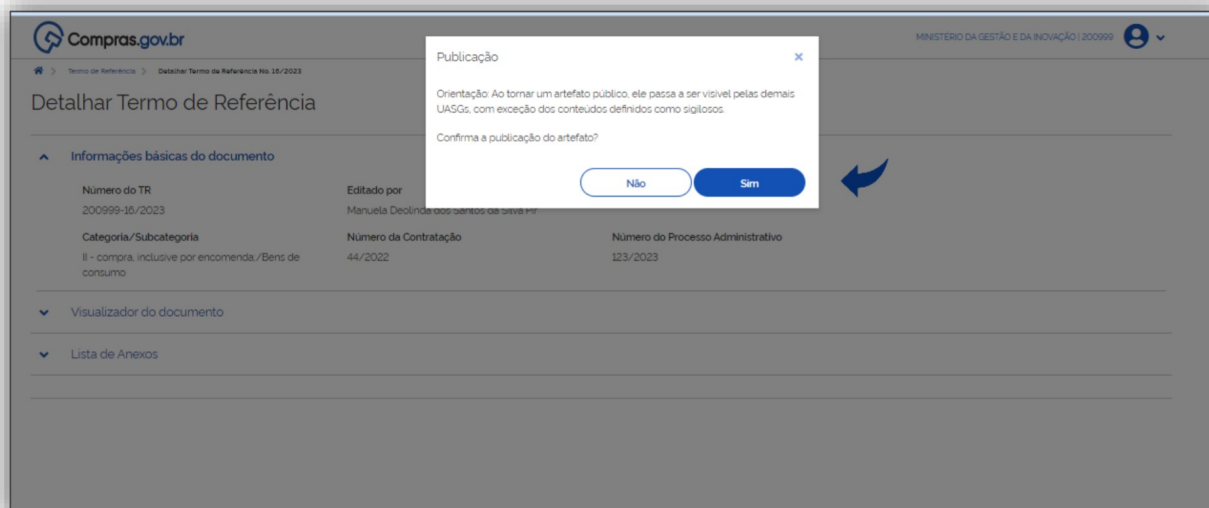 Compras.gov.br
MINISTÉRIO DA GESTÃO E DA INOVAÇÃO | 200999
Termo de Referência > Detalhar Termo de Referência No. 16/2023
Detalhar Termo de Referência
Publicação
×
Orientação: Ao tornar um artefato público, ele passa a ser visível pelas demais
UASGs, com exceção dos conteúdos definidos como sigilosos.
Confirma a publicação do artefato?
Não
Sim
Informações básicas do documento
Número do TR
Editado por
200999-16/2023
Manuela Deolinda dos Santos da Silva
Categoria/Subcategoria
Número da Contratação
Número do Processo Administrativo
II - compra, inclusive por encomenda./Bens de
consumo
44/2022
123/2023
Visualizador do documento
Lista de Anexos